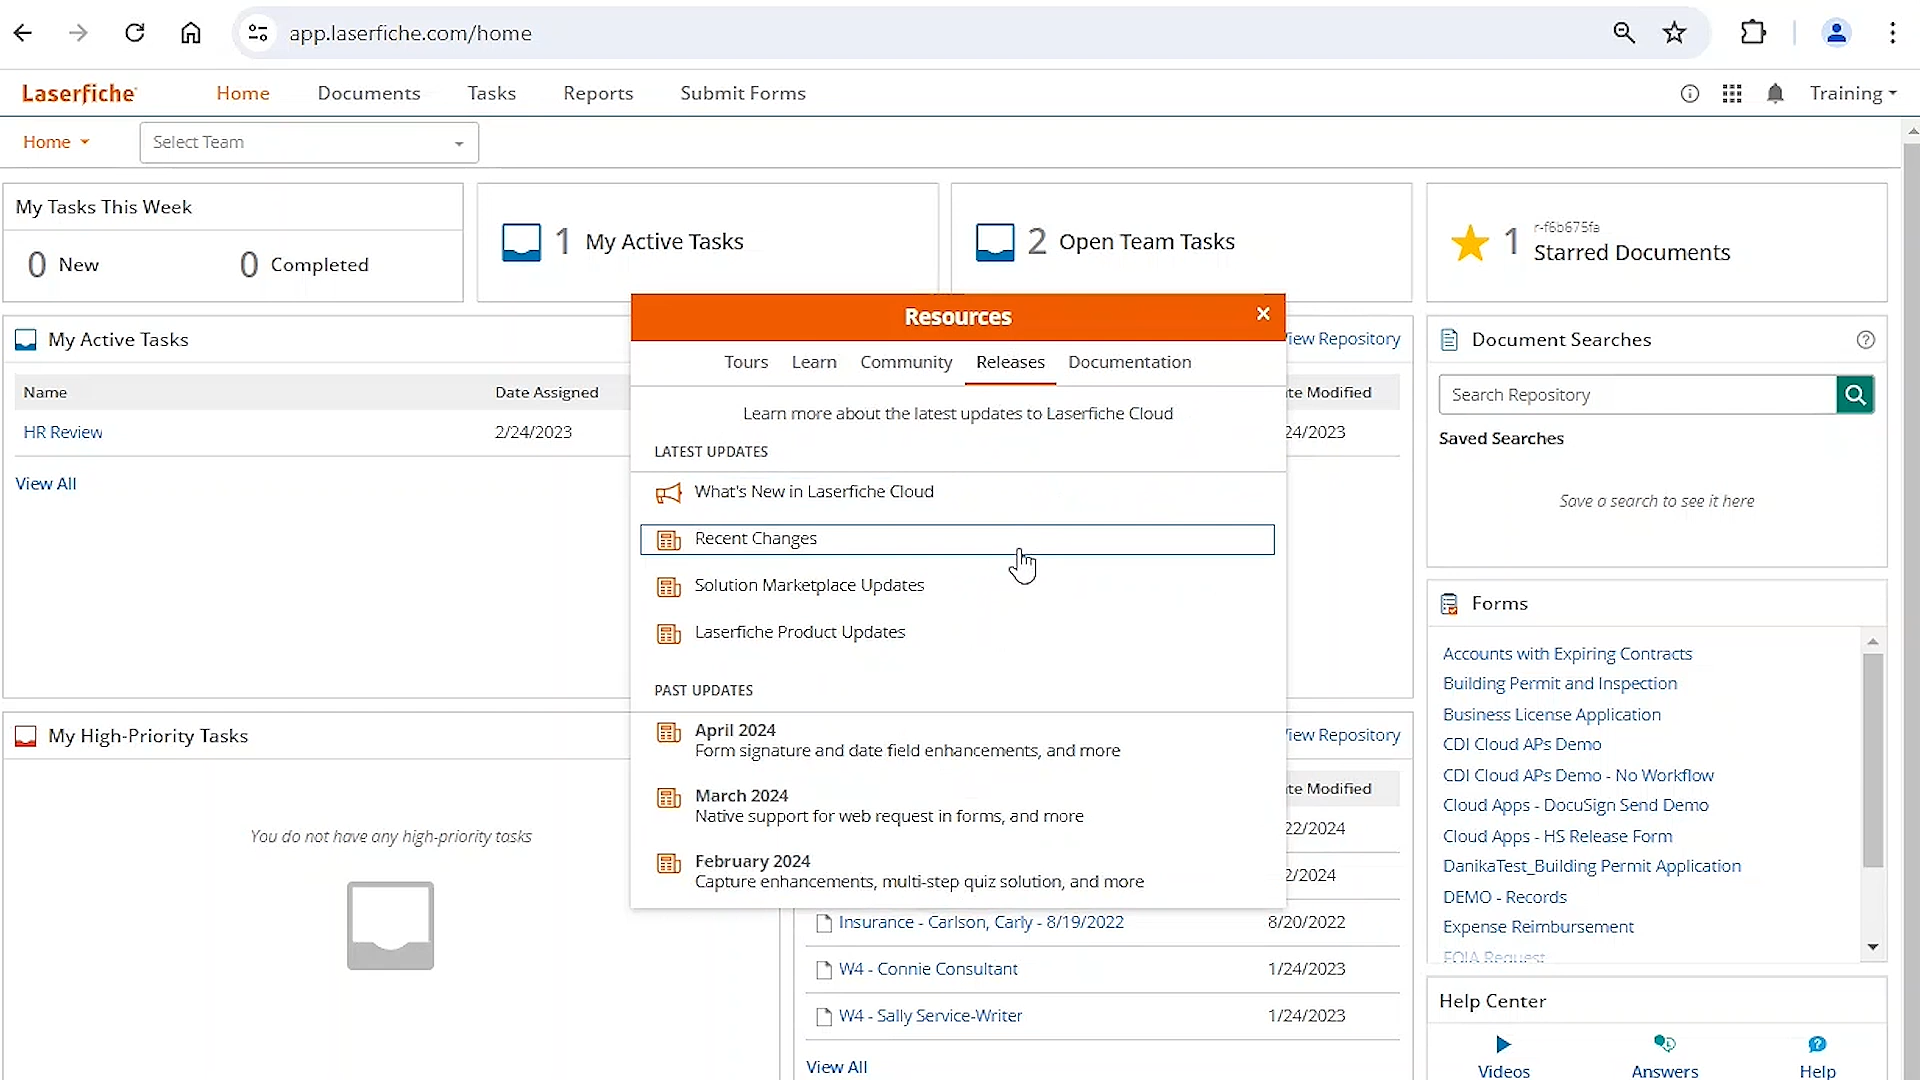 app.laserfiche.com/home
Laserfiche
Home
Documents
Tasks
Reports
Submit Forms
Training
Home
Select Team
My Tasks This Week
0 New
0 Completed
1 My Active Tasks
2 Open Team Tasks
r-f6b675fa
1 Starred Documents
My Active Tasks
Name
Date Assigned
HR Review
2/24/2023
View All
Resources
Tours
Learn
Community
Releases
Documentation
Learn more about the latest updates to Laserfiche Cloud
LATEST UPDATES
What's New in Laserfiche Cloud
Recent Changes
Solution Marketplace Updates
Laserfiche Product Updates
PAST UPDATES
April 2024
Form signature and date field enhancements, and more
March 2024
Native support for web request in forms, and more
February 2024
Capture enhancements, multi-step quiz solution, and more
Repository
Modified
24/2023
Document Searches
Search Repository
Saved Searches
Save a search to see it here
Forms
Accounts with Expiring Contracts
Building Permit and Inspection
Business License Application
CDI Cloud APs Demo
CDI Cloud APs Demo - No Workflow
Cloud Apps - DocuSign Send Demo
Cloud Apps - HS Release Form
DanikaTest_Building Permit Application
DEMO - Records
Expense Reimbursement
FOIA Request
My High-Priority Tasks
You do not have any high-priority tasks
Repository
Modified
22/2024
2/2024
Insurance - Carlson, Carly - 8/19/2022
8/20/2022
W4 - Connie Consultant
1/24/2023
W4 - Sally Service-Writer
1/24/2023
View All
Help Center
Videos
Answers
Help